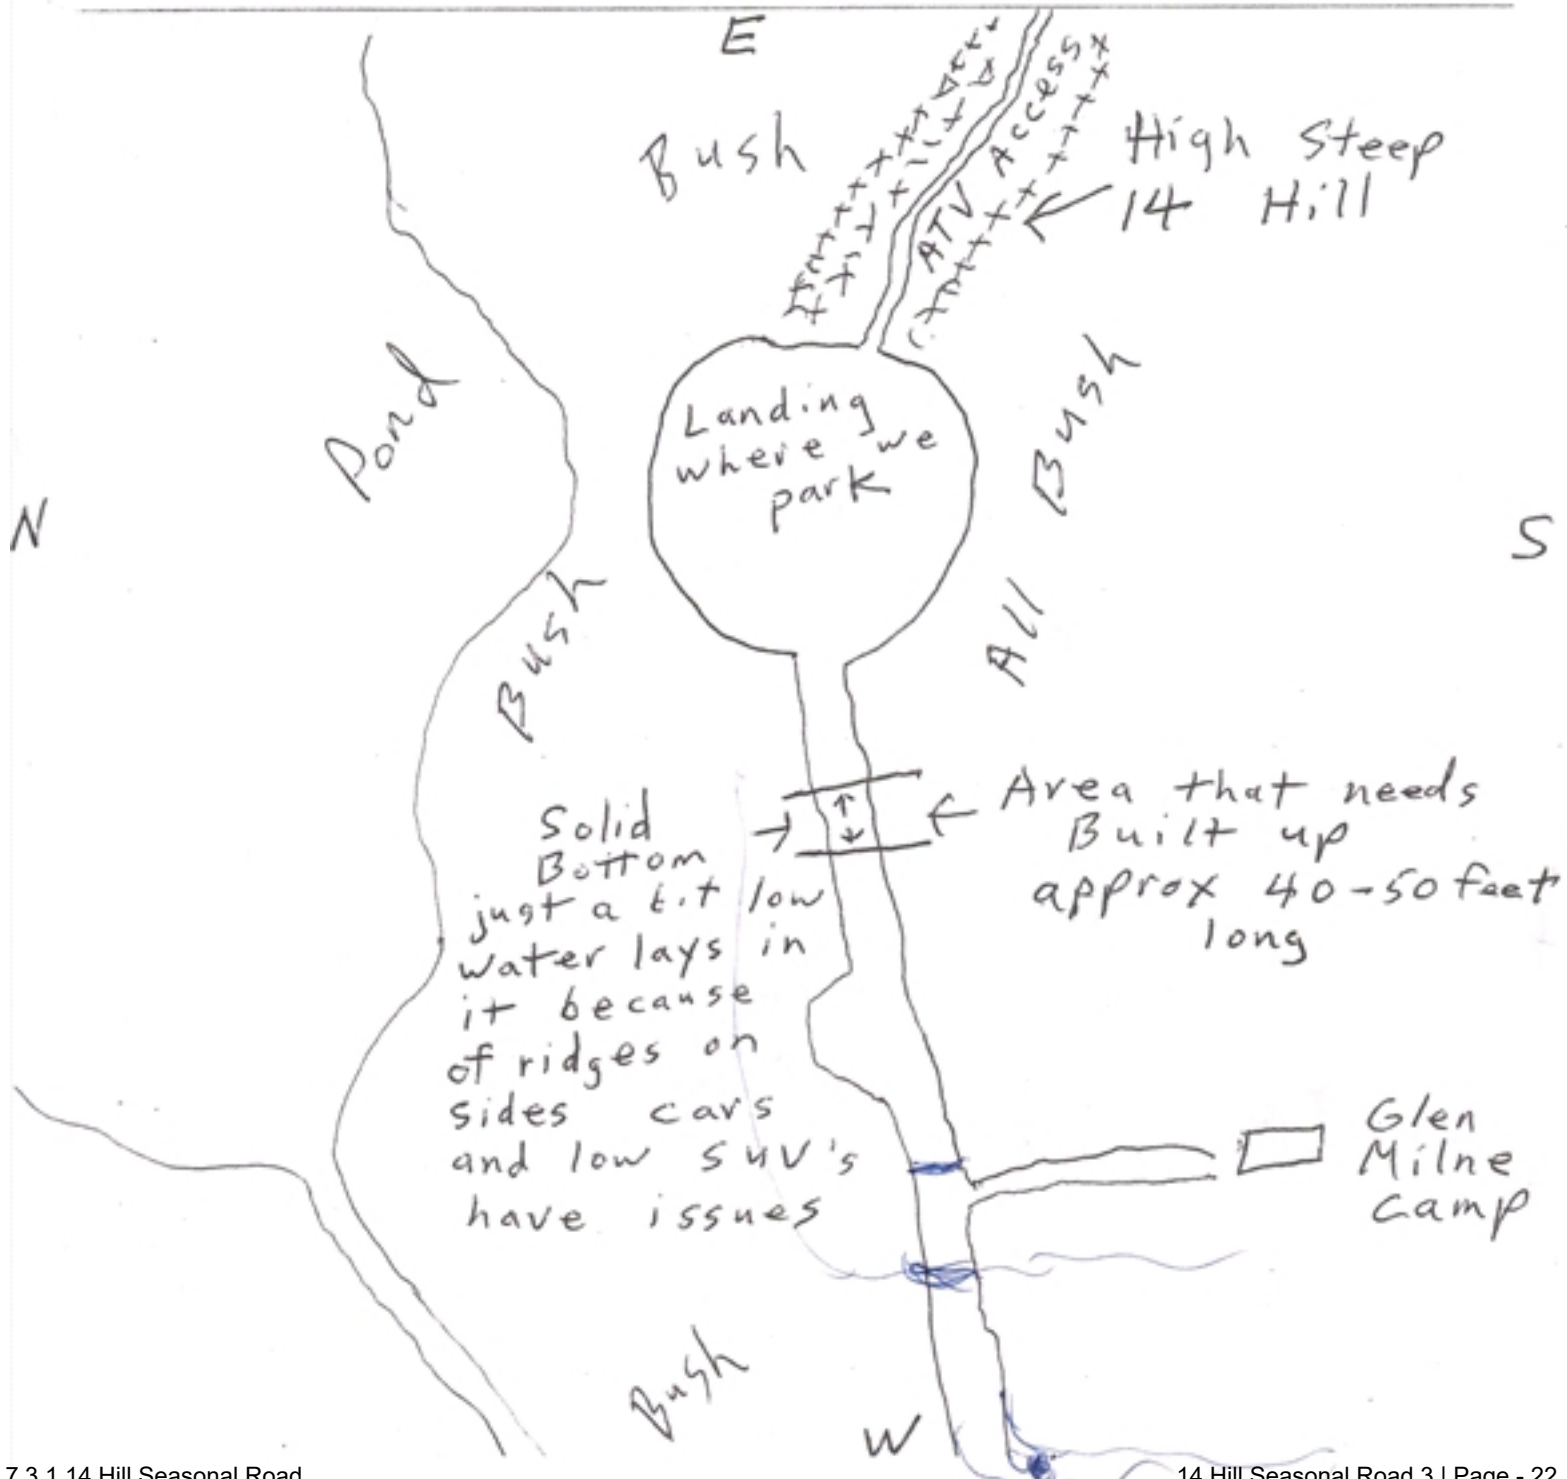 E
Bush
ATV Access
High Steep
14 Hill
Pond
Landing
where we
park
All Bush
N
S
Bush
Solid
Bottom
just a bit low
water lays in
it because
of ridges on
sides cars
and low SUV's
have issues
Area that needs
Built up
approx 40-50 feet
long
Glen
Milne
Camp
Bush
W
7.3.1 14 Hill Seasonal Road
14 Hill Seasonal Road 3 | Page - 22